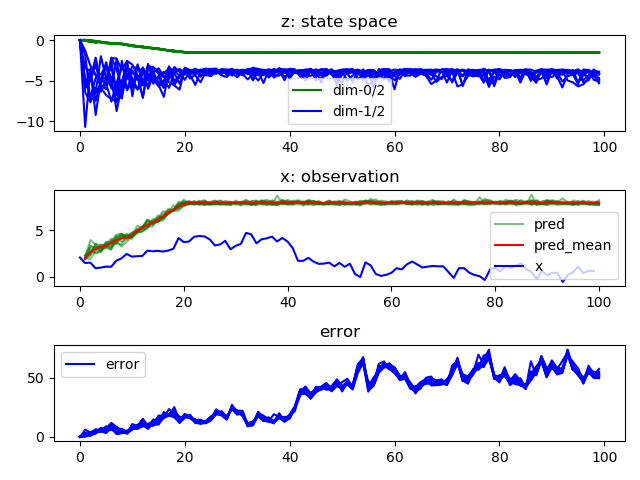 z: state space
0
−5
−10
dim-0/2
dim-1/2
0 20 40 60 80 100
x: observation
5
0
pred
pred_mean
x
0 20 40 60 80 100
error
50
0
error
0 20 40 60 80 100